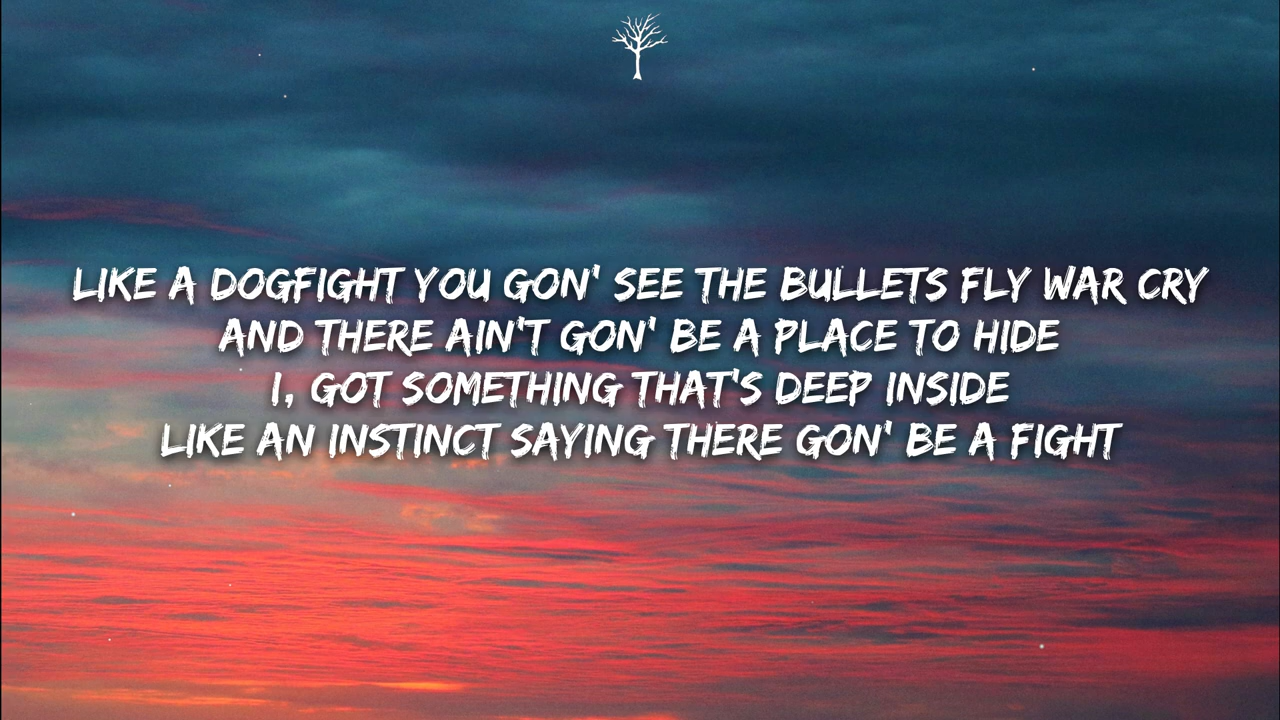 LIKE A DOGFIGHT YOU GON' SEE THE BULLETS FLY WAR CRY
AND THERE AIN'T GON' BE A PLACE TO HIDE
I, GOT SOMETHING THAT'S DEEP INSIDE
LIKE AN INSTINCT SAYING THERE GON' BE A FIGHT